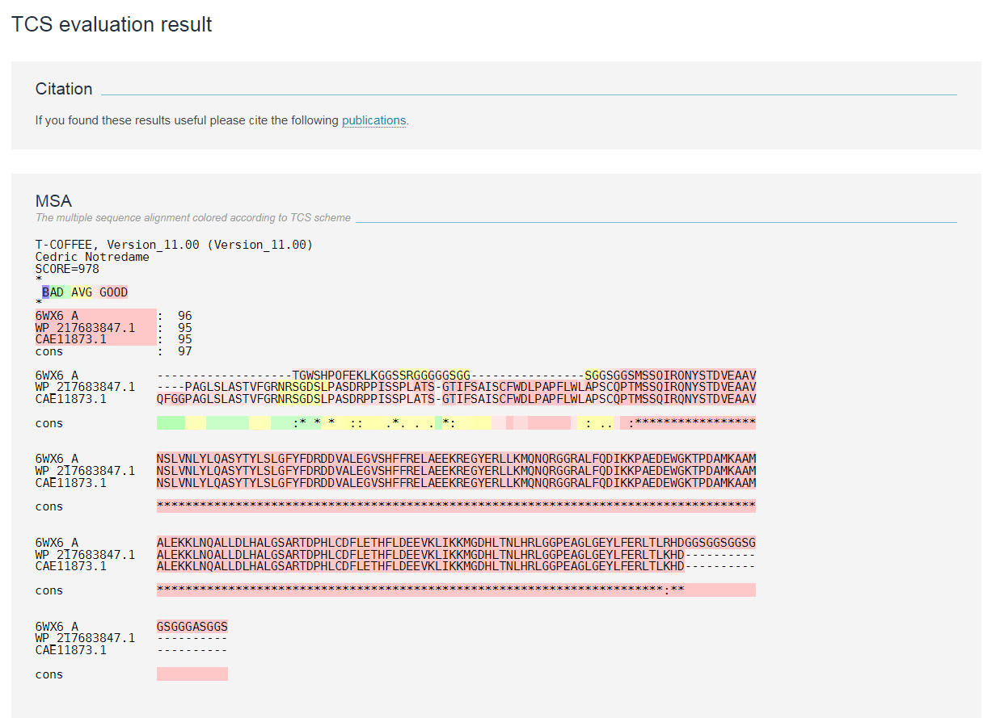 TCS evaluation result
Citation
If you found these results useful please cite the following publications.
MSA
The multiple sequence alignment colored according to TCS scheme
T-COFFEE, Version_11.00 (Version_11.00)
Cedric Notredame
SCORE=978
*
BAD AVG GOOD
*
6WX6_A : 96
WP_217683847.1 : 95
CAE11873.1 : 95
cons : 97
6WX6_A -------------------TGWSHPQFEKLKGGSSRGGGGGSGG----------------SGGSGGSMSSQIRQNYSTDVEAAV
WP_217683847.1 ----PAGLSLASTVFGRNRSGDSLPASDRPPISSPLATS-GTIFSAISCFWDLPAPFLWLAPSCQPTMSSQIRQNYSTDVEAAV
CAE11873.1 QFGGPAGLSLASTVFGRNRSGDSLPASDRPPISSPLATS-GTIFSAISCFWDLPAPFLWLAPSCQPTMSSQIRQNYSTDVEAAV
cons :* * *  ::   .*. . . *:                  : ..  :*****************
6WX6_A NSLVNLYLQASYTYLSLGFYFDRDDVALEGVSHFFRELAEEKREGYERLLKMQNQRGGRALFQDIKKPAEDEWGKTPDAMKAAM
WP_217683847.1 NSLVNLYLQASYTYLSLGFYFDRDDVALEGVSHFFRELAEEKREGYERLLKMQNQRGGRALFQDIKKPAEDEWGKTPDAMKAAM
CAE11873.1 NSLVNLYLQASYTYLSLGFYFDRDDVALEGVSHFFRELAEEKREGYERLLKMQNQRGGRALFQDIKKPAEDEWGKTPDAMKAAM
cons ************************************************************************************
6WX6_A ALEKKLNQALLDLHALGSARTDPHLCDFLETHFLDEEVKLIKKMGDHLTNLHRLGGPEAGLGEYLFERLTLRHDGGSGGSGGSG
WP_217683847.1 ALEKKLNQALLDLHALGSARTDPHLCDFLETHFLDEEVKLIKKMGDHLTNLHRLGGPEAGLGEYLFERLTLKHD----------
CAE11873.1 ALEKKLNQALLDLHALGSARTDPHLCDFLETHFLDEEVKLIKKMGDHLTNLHRLGGPEAGLGEYLFERLTLKHD----------
cons ***********************************************************************:**
6WX6_A GSGGGASGGS
WP_217683847.1 ----------
CAE11873.1 ----------
cons